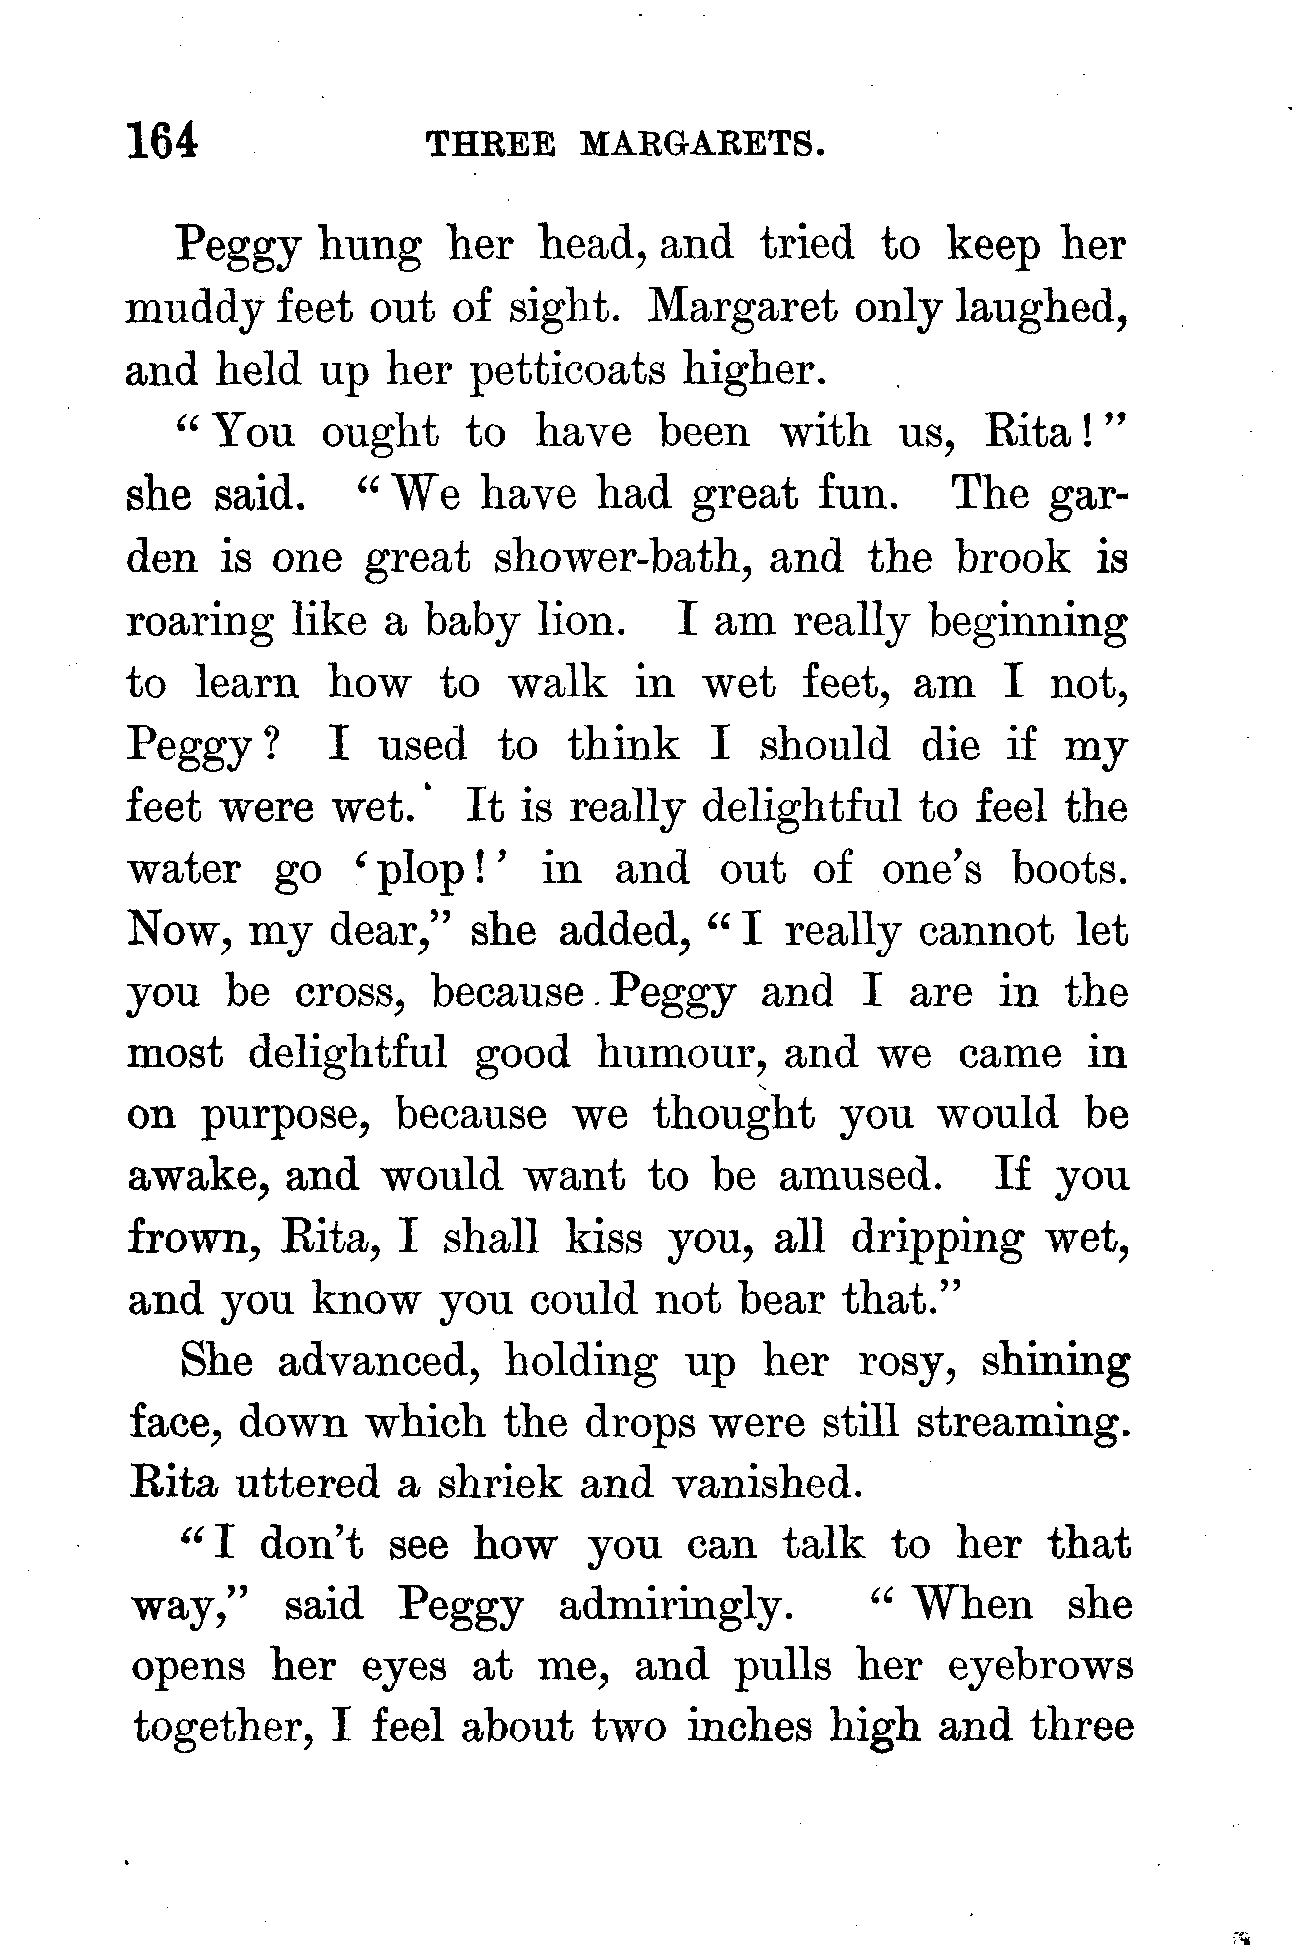 164 THREE MARGARETS.
Peggy hung her head, and tried to keep her
muddy feet out of sight. Margaret only laughed,
and held up her petticoats higher.
“You ought to have been with us, Rita!”
she said. “We have had great fun. The gar-
den is one great shower-bath, and the brook is
roaring like a baby lion. I am really beginning
to learn how to walk in wet feet, am I not,
Peggy? I used to think I should die if my
feet were wet. It is really delightful to feel the
water go ‘plop!’ in and out of one’s boots.
Now, my dear,” she added, “I really cannot let
you be cross, because Peggy and I are in the
most delightful good humour, and we came in
on purpose, because we thought you would be
awake, and would want to be amused. If you
frown, Rita, I shall kiss you, all dripping wet,
and you know you could not bear that.”
She advanced, holding up her rosy, shining
face, down which the drops were still streaming.
Rita uttered a shriek and vanished.
“I don’t see how you can talk to her that
way,” said Peggy admiringly. “When she
opens her eyes at me, and pulls her eyebrows
together, I feel about two inches high and three